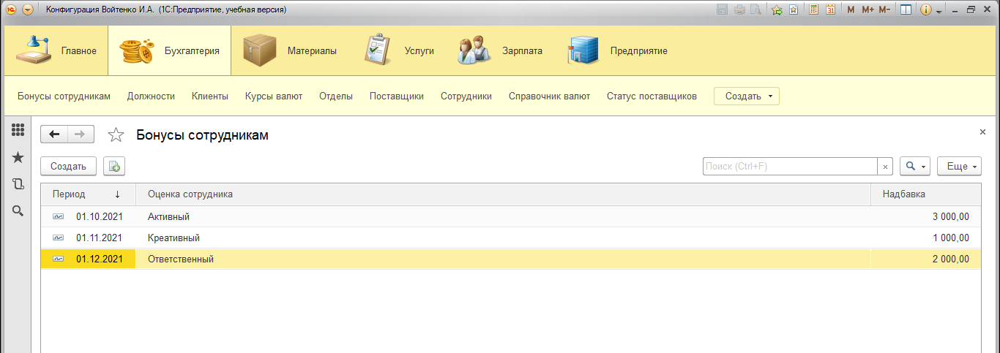 Конфигурация Войтенко И.А. (1С:Предприятие, учебная версия)
M M+ M-
Главное Бухгалтерия Материалы Услуги Зарплата Предприятие
Бонусы сотрудникам Должности Клиенты Курсы валют Отделы Поставщики Сотрудники Справочник валют Статус поставщиков Создать
Бонусы сотрудникам
Создать Поиск (Ctrl+F) Еще
Период Оценка сотрудника Надбавка
01.10.2021 Активный 3 000,00
01.11.2021 Креативный 1 000,00
01.12.2021 Ответственный 2 000,00